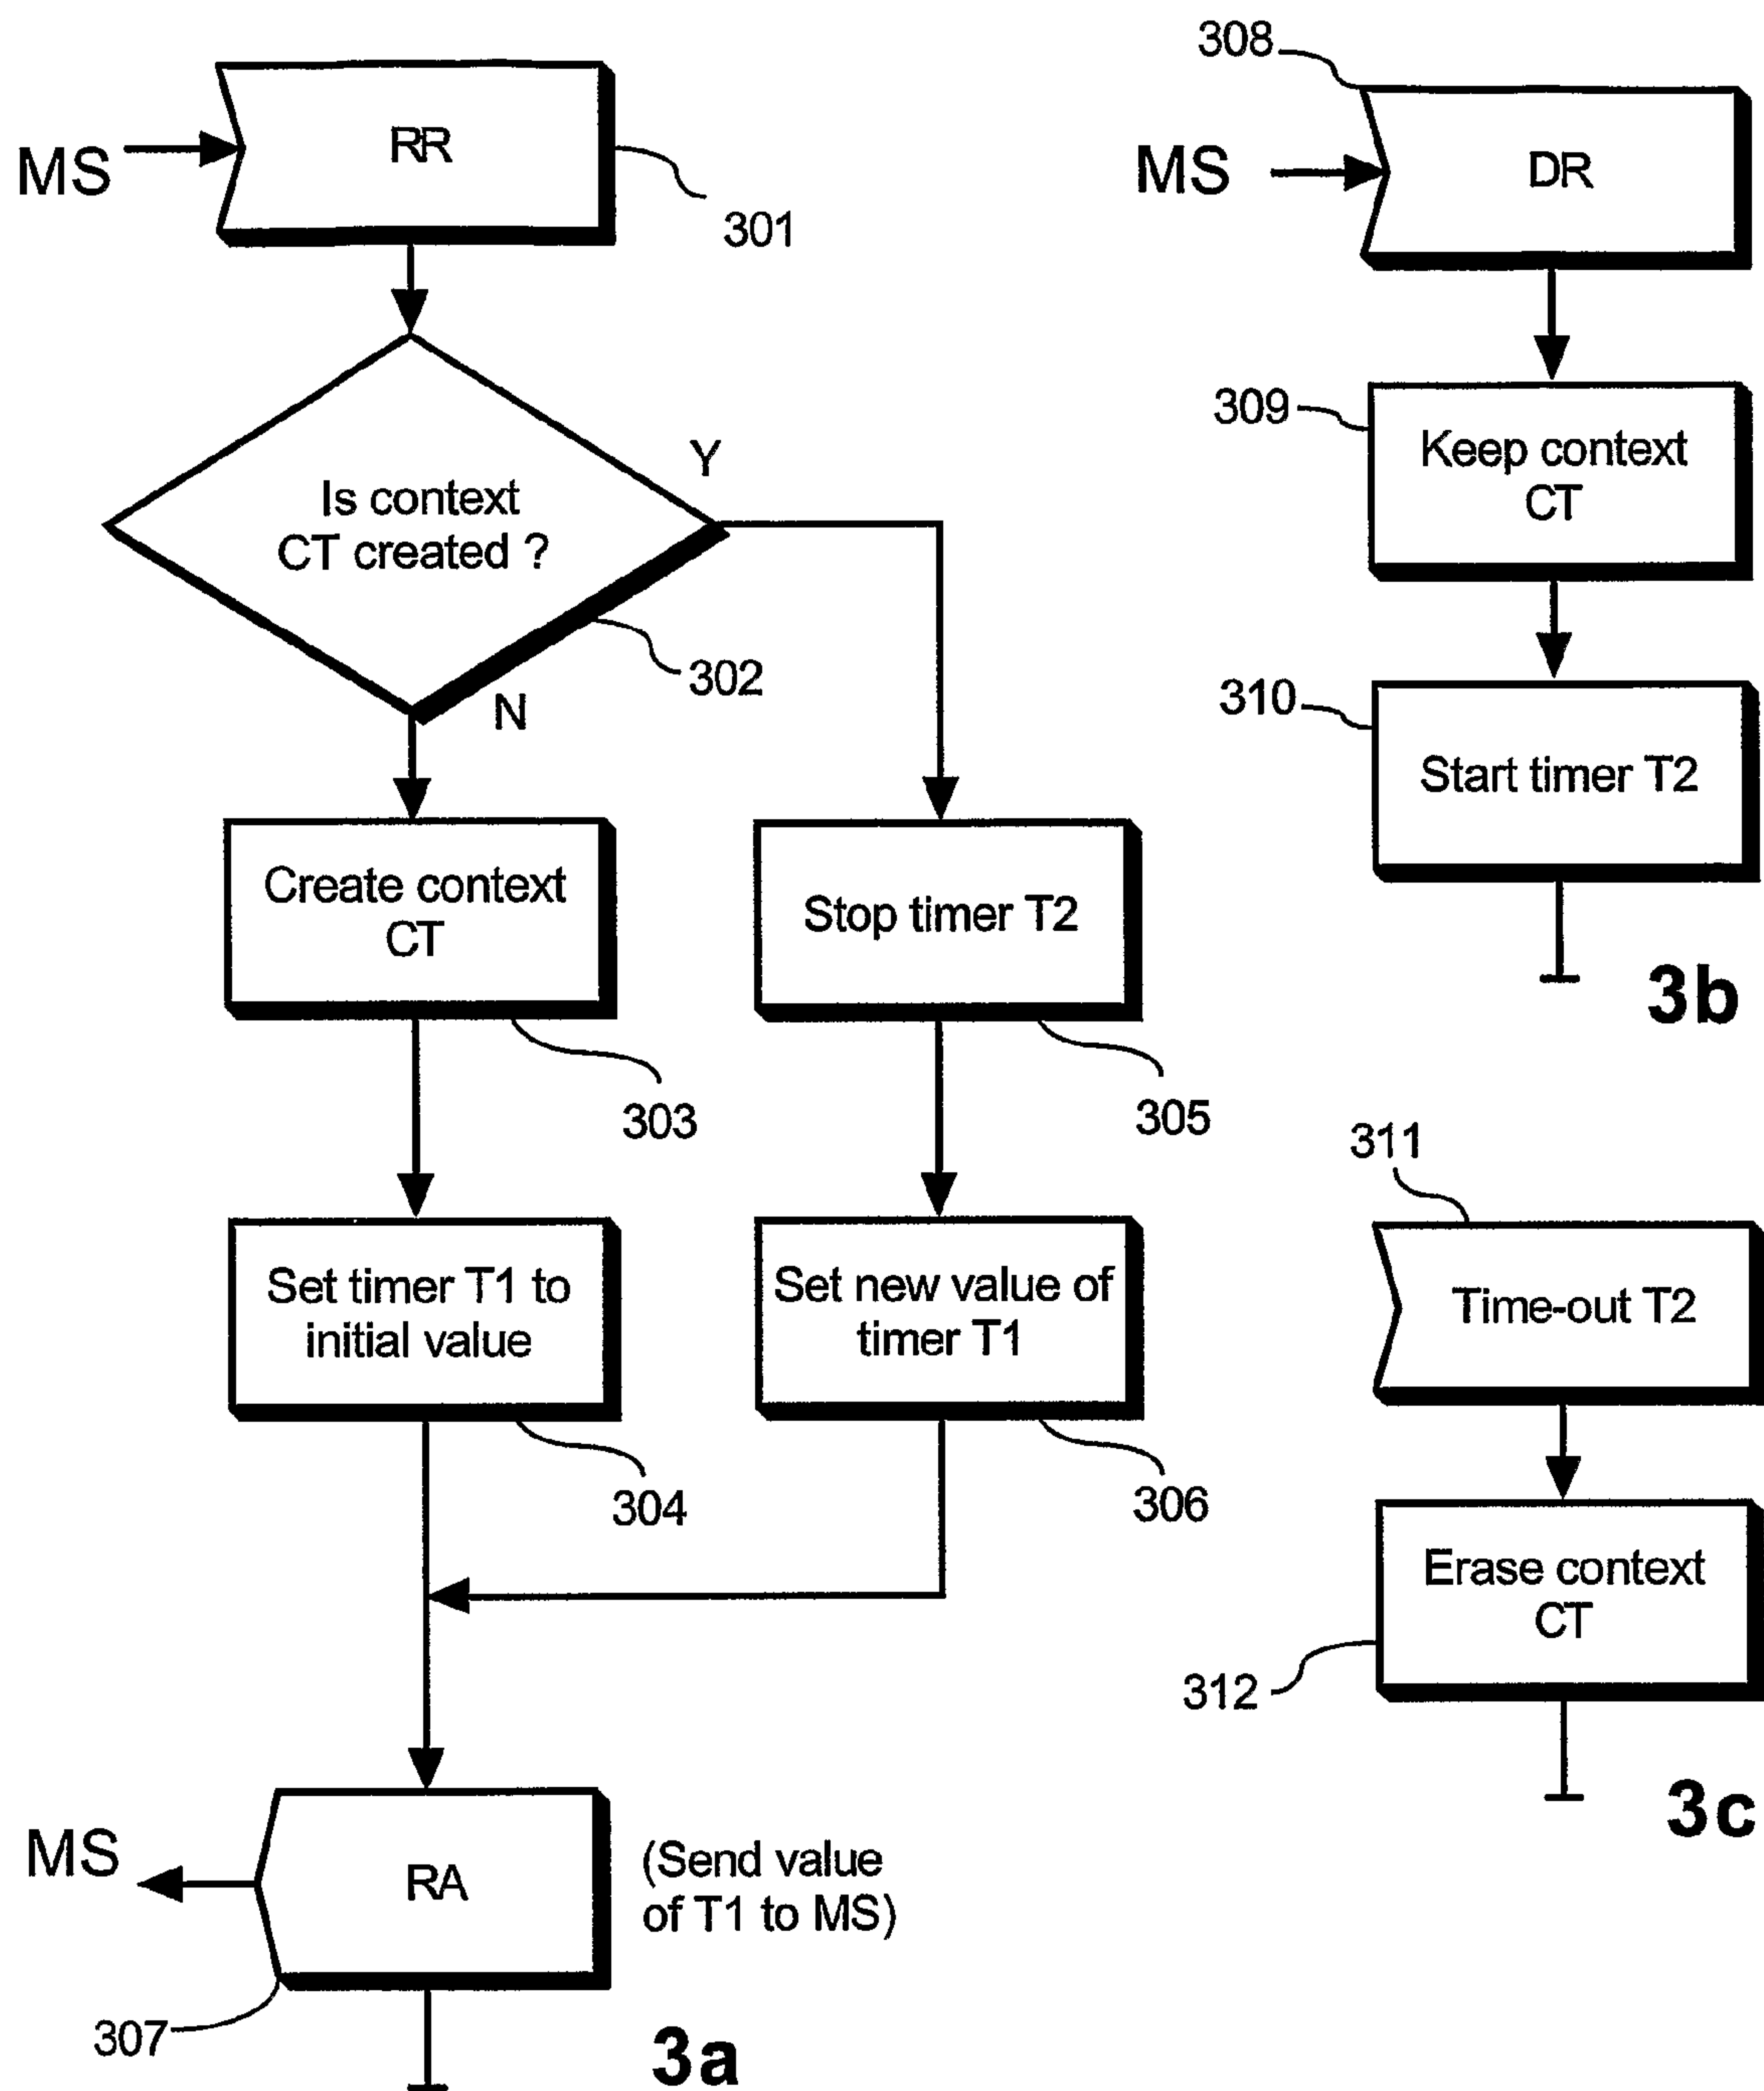 MS
RR
301
Is context
CT created ?
Y
302
N
Create context
CT
303
Stop timer T2
305
Set timer T1 to
initial value
304
Set new value of
timer T1
306
MS
RA
(Send value
of T1 to MS)
307
3a
308
MS
DR
309
Keep context
CT
310
Start timer T2
3b
311
Time-out T2
Erase context
CT
312
3c